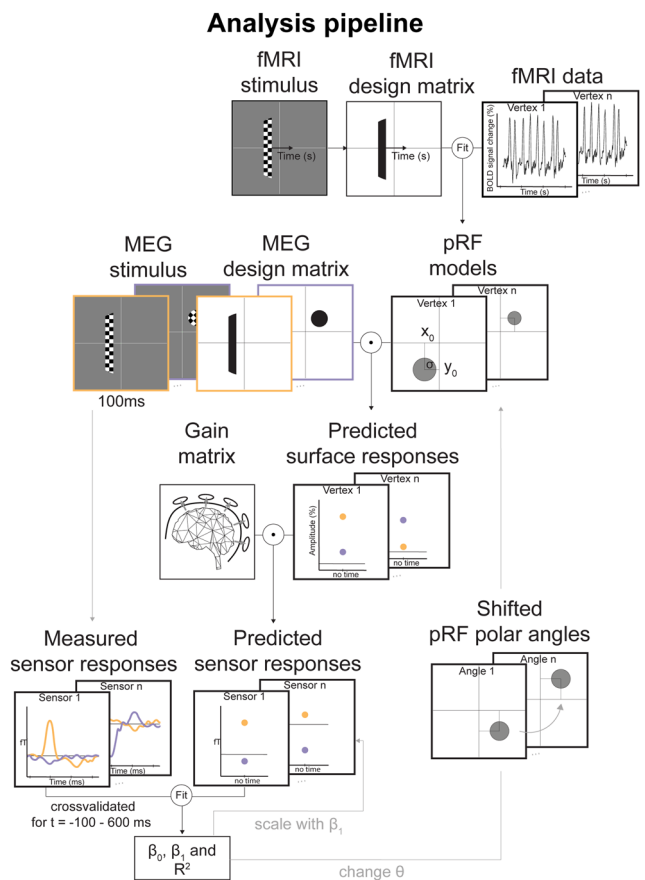 Analysis pipeline
fMRI
stimulus
fMRI
design matrix
fMRI data
Time (s)
Time (s)
Fit
Vertex 1
BOLD signal change (%)
Time (s)
Vertex n
Time (s)
...
MEG
stimulus
MEG
design matrix
pRF
models
100ms
...
...
Vertex 1
x0
y0
σ
Vertex n
...
Gain
matrix
Predicted
surface responses
Vertex 1
Amplitude (%)
no time
Vertex n
no time
...
Shifted
pRF polar angles
Angle 1
Angle n
...
Measured
sensor responses
Predicted
sensor responses
Sensor 1
fT
Time (ms)
Sensor n
Time (ms)
...
Sensor 1
fT
no time
Sensor n
no time
...
Fit
crossvalidated
for t = -100 - 600 ms
scale with β1
β0, β1 and
R2
change θ